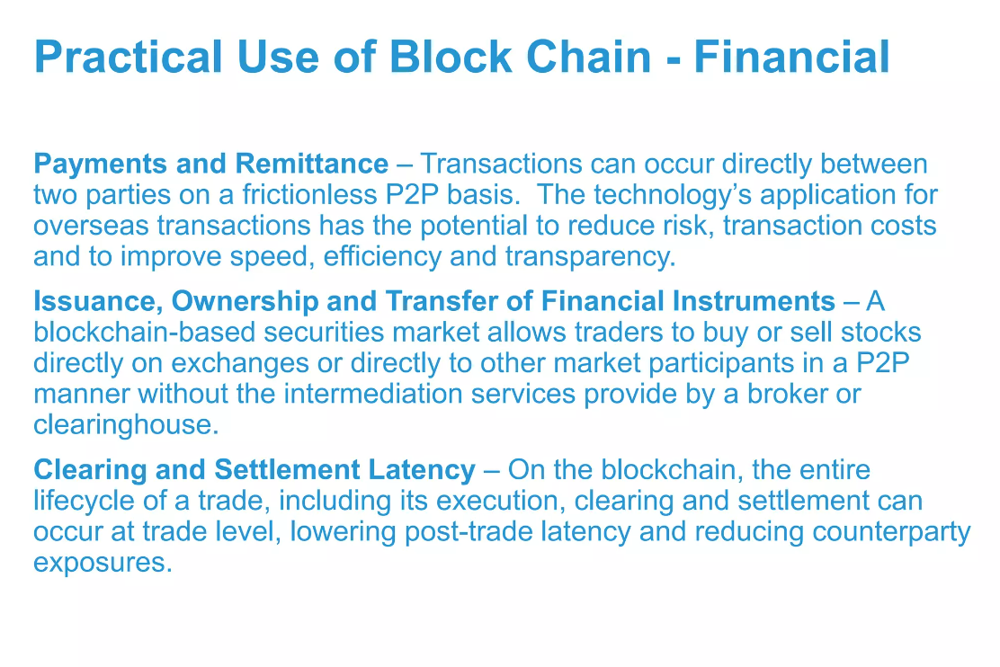 Practical Use of Block Chain - Financial
Payments and Remittance – Transactions can occur directly between
two parties on a frictionless P2P basis.  The technology’s application for
overseas transactions has the potential to reduce risk, transaction costs
and to improve speed, efficiency and transparency.
Issuance, Ownership and Transfer of Financial Instruments – A
blockchain-based securities market allows traders to buy or sell stocks
directly on exchanges or directly to other market participants in a P2P
manner without the intermediation services provide by a broker or
clearinghouse.
Clearing and Settlement Latency – On the blockchain, the entire
lifecycle of a trade, including its execution, clearing and settlement can
occur at trade level, lowering post-trade latency and reducing counterparty
exposures.